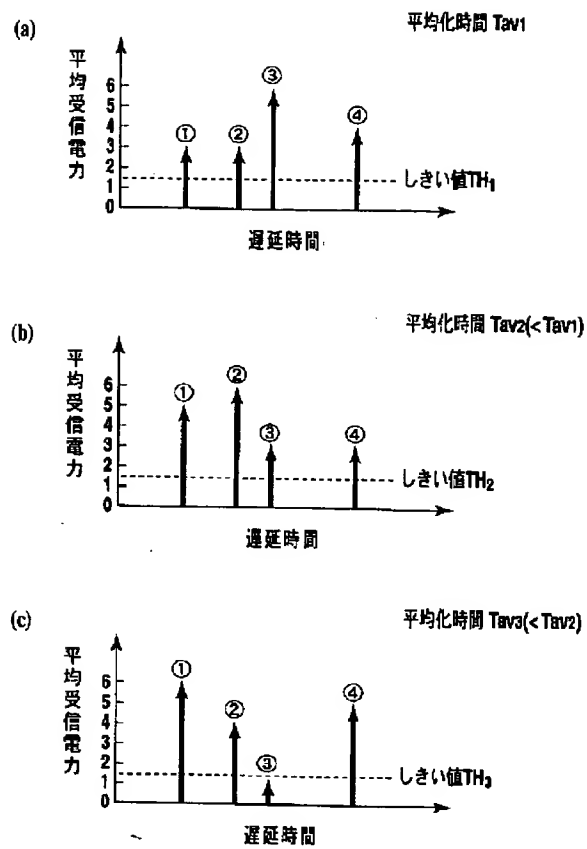 (a)
平均化時間 Tav1
平均受信電力
6
5
4
3
2
1
0
①
②
③
④
しきい値TH₁
遅延時間
(b)
平均化時間 Tav2(<Tav1)
平均受信電力
6
5
4
3
2
1
0
①
②
③
④
しきい値TH₂
遅延時間
(c)
平均化時間 Tav3(<Tav2)
平均受信電力
6
5
4
3
2
1
0
①
②
③
④
しきい値TH₃
遅延時間